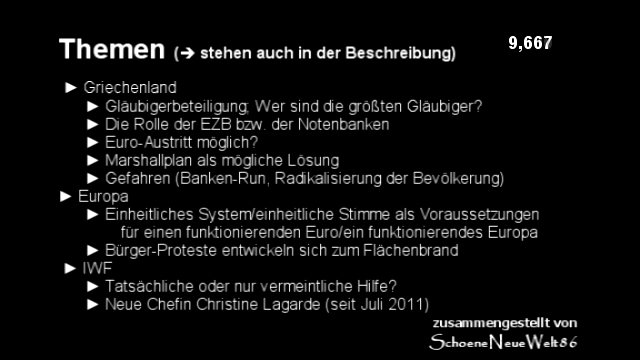 Themen (➔ stehen auch in der Beschreibung)
9,667
► Griechenland
► Gläubigerbeteiligung; Wer sind die größten Gläubiger?
► Die Rolle der EZB bzw. der Notenbanken
► Euro-Austritt möglich?
► Marshallplan als mögliche Lösung
► Gefahren (Banken-Run, Radikalisierung der Bevölkerung)
► Europa
► Einheitliches System/einheitliche Stimme als Voraussetzungen
für einen funktionierenden Euro/ein funktionierendes Europa
► Bürger-Proteste entwickeln sich zum Flächenbrand
► IWF
► Tatsächliche oder nur vermeintliche Hilfe?
► Neue Chefin Christine Lagarde (seit Juli 2011)
zusammengestellt von
SchoeneNeueWelt86